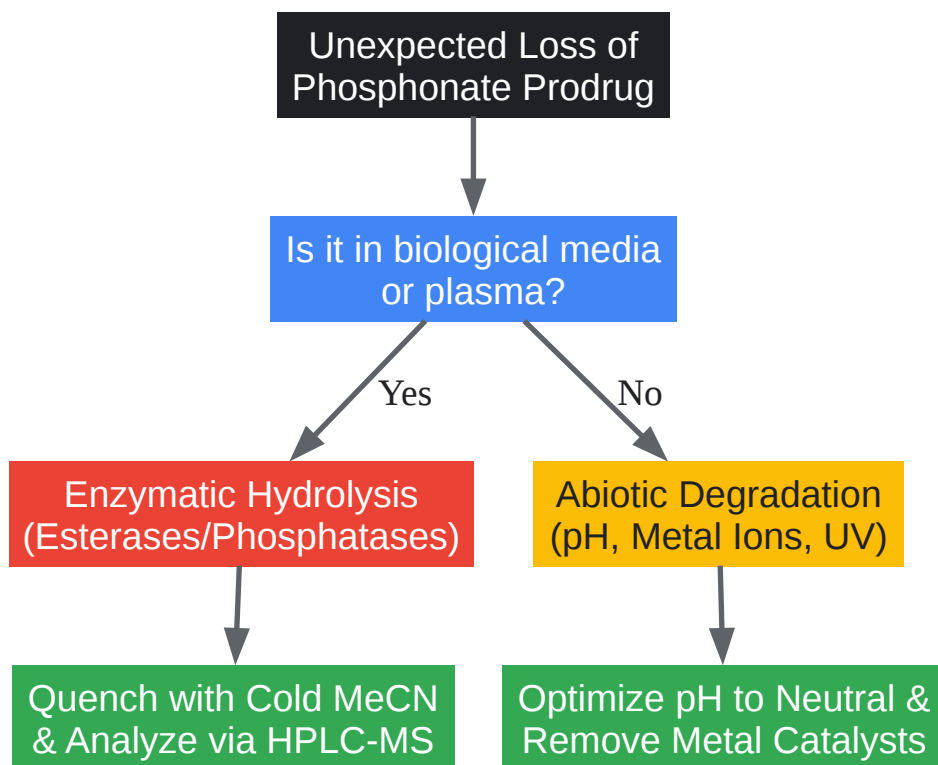 Unexpected Loss of
Phosphonate Prodrug
Is it in biological media
or plasma?
Yes
No
Enzymatic Hydrolysis
(Esterases/Phosphatases)
Abiotic Degradation
(pH, Metal Ions, UV)
Quench with Cold MeCN
& Analyze via HPLC-MS
Optimize pH to Neutral &
Remove Metal Catalysts